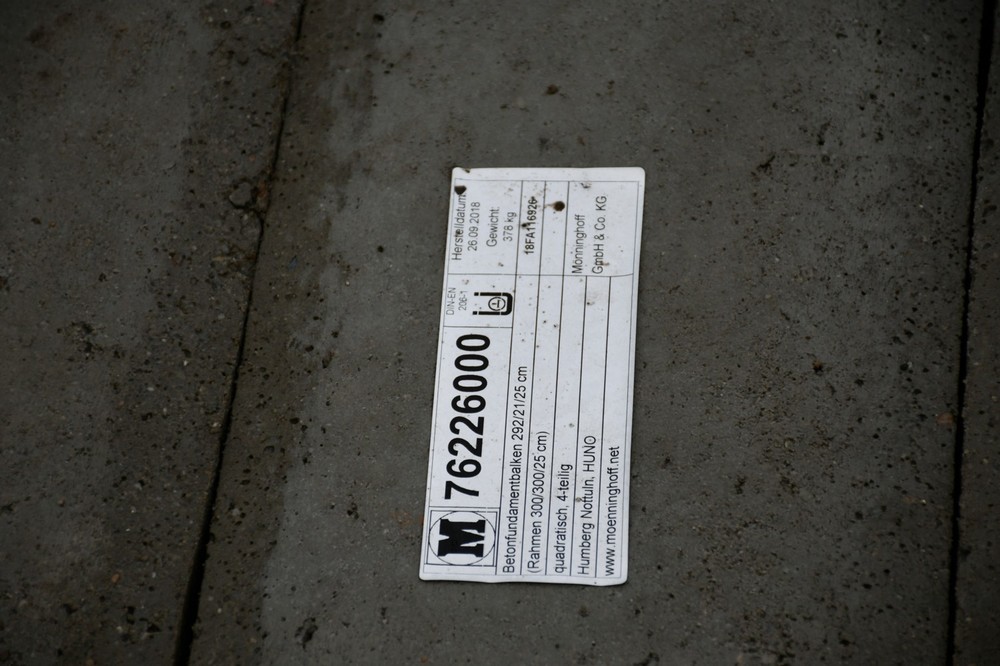 M 76226000
DIN-EN
206-1
Herstelldatum:
26.09.2018
Gewicht:
378 kg
Betonfundamentbalken 292/21/25 cm
(Rahmen 300/300/25 cm)
18FA116926
quadratisch, 4-teilig
Humberg Nottuln, HUNO
www.moenninghoff.net
Mönninghoff
GmbH & Co. KG